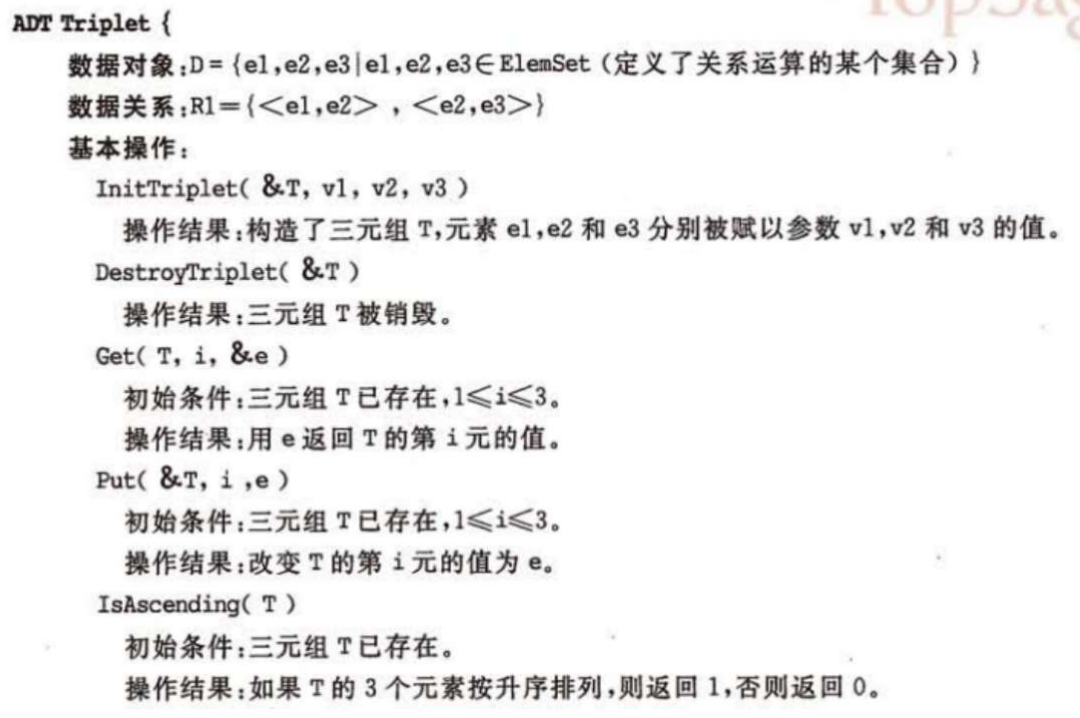 ADT Triplet {
数据对象:D={e1,e2,e3|e1,e2,e3∈ElemSet(定义了关系运算的某个集合)}
数据关系:R1={<e1,e2>,<e2,e3>}
基本操作:
InitTriplet( &T, v1, v2, v3 )
操作结果:构造了三元组 T,元素 e1,e2 和 e3 分别被赋以参数 v1,v2 和 v3 的值。
DestroyTriplet( &T )
操作结果:三元组 T 被销毁。
Get( T, i, &e )
初始条件:三元组 T 已存在,1≤i≤3。
操作结果:用 e 返回 T 的第 i 元的值。
Put( &T, i ,e )
初始条件:三元组 T 已存在,1≤i≤3。
操作结果:改变 T 的第 i 元的值为 e。
IsAscending( T )
初始条件:三元组 T 已存在。
操作结果:如果 T 的 3 个元素按升序排列,则返回 1,否则返回 0。